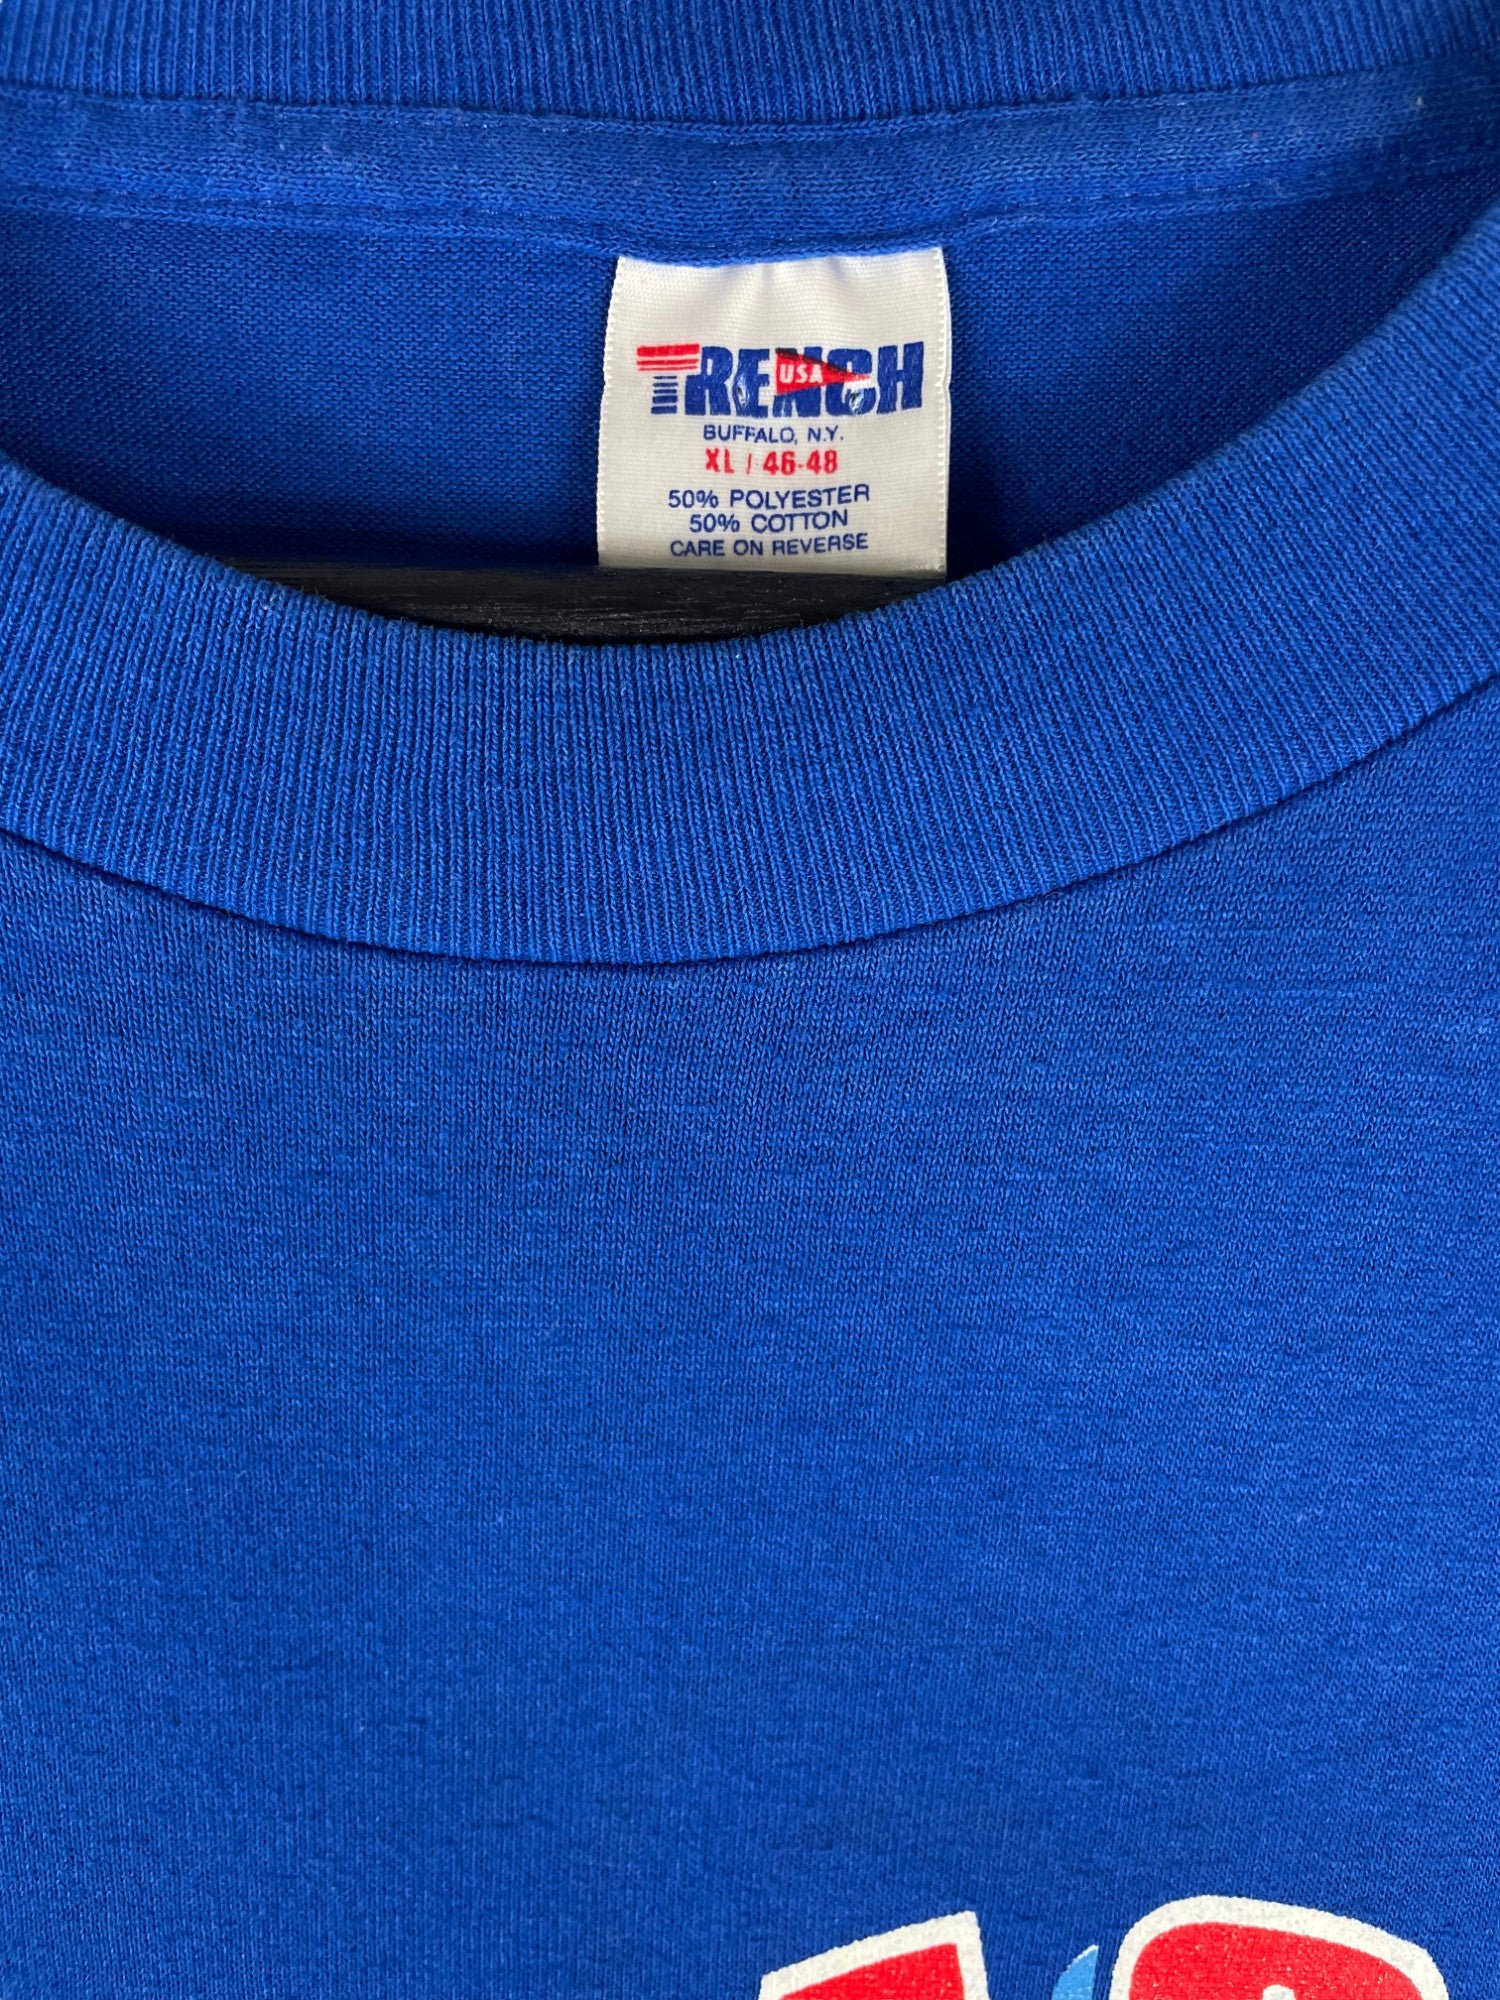 TRENCH
USA
BUFFALO, N.Y.
XL / 46-48
50% POLYESTER
50% COTTON
CARE ON REVERSE